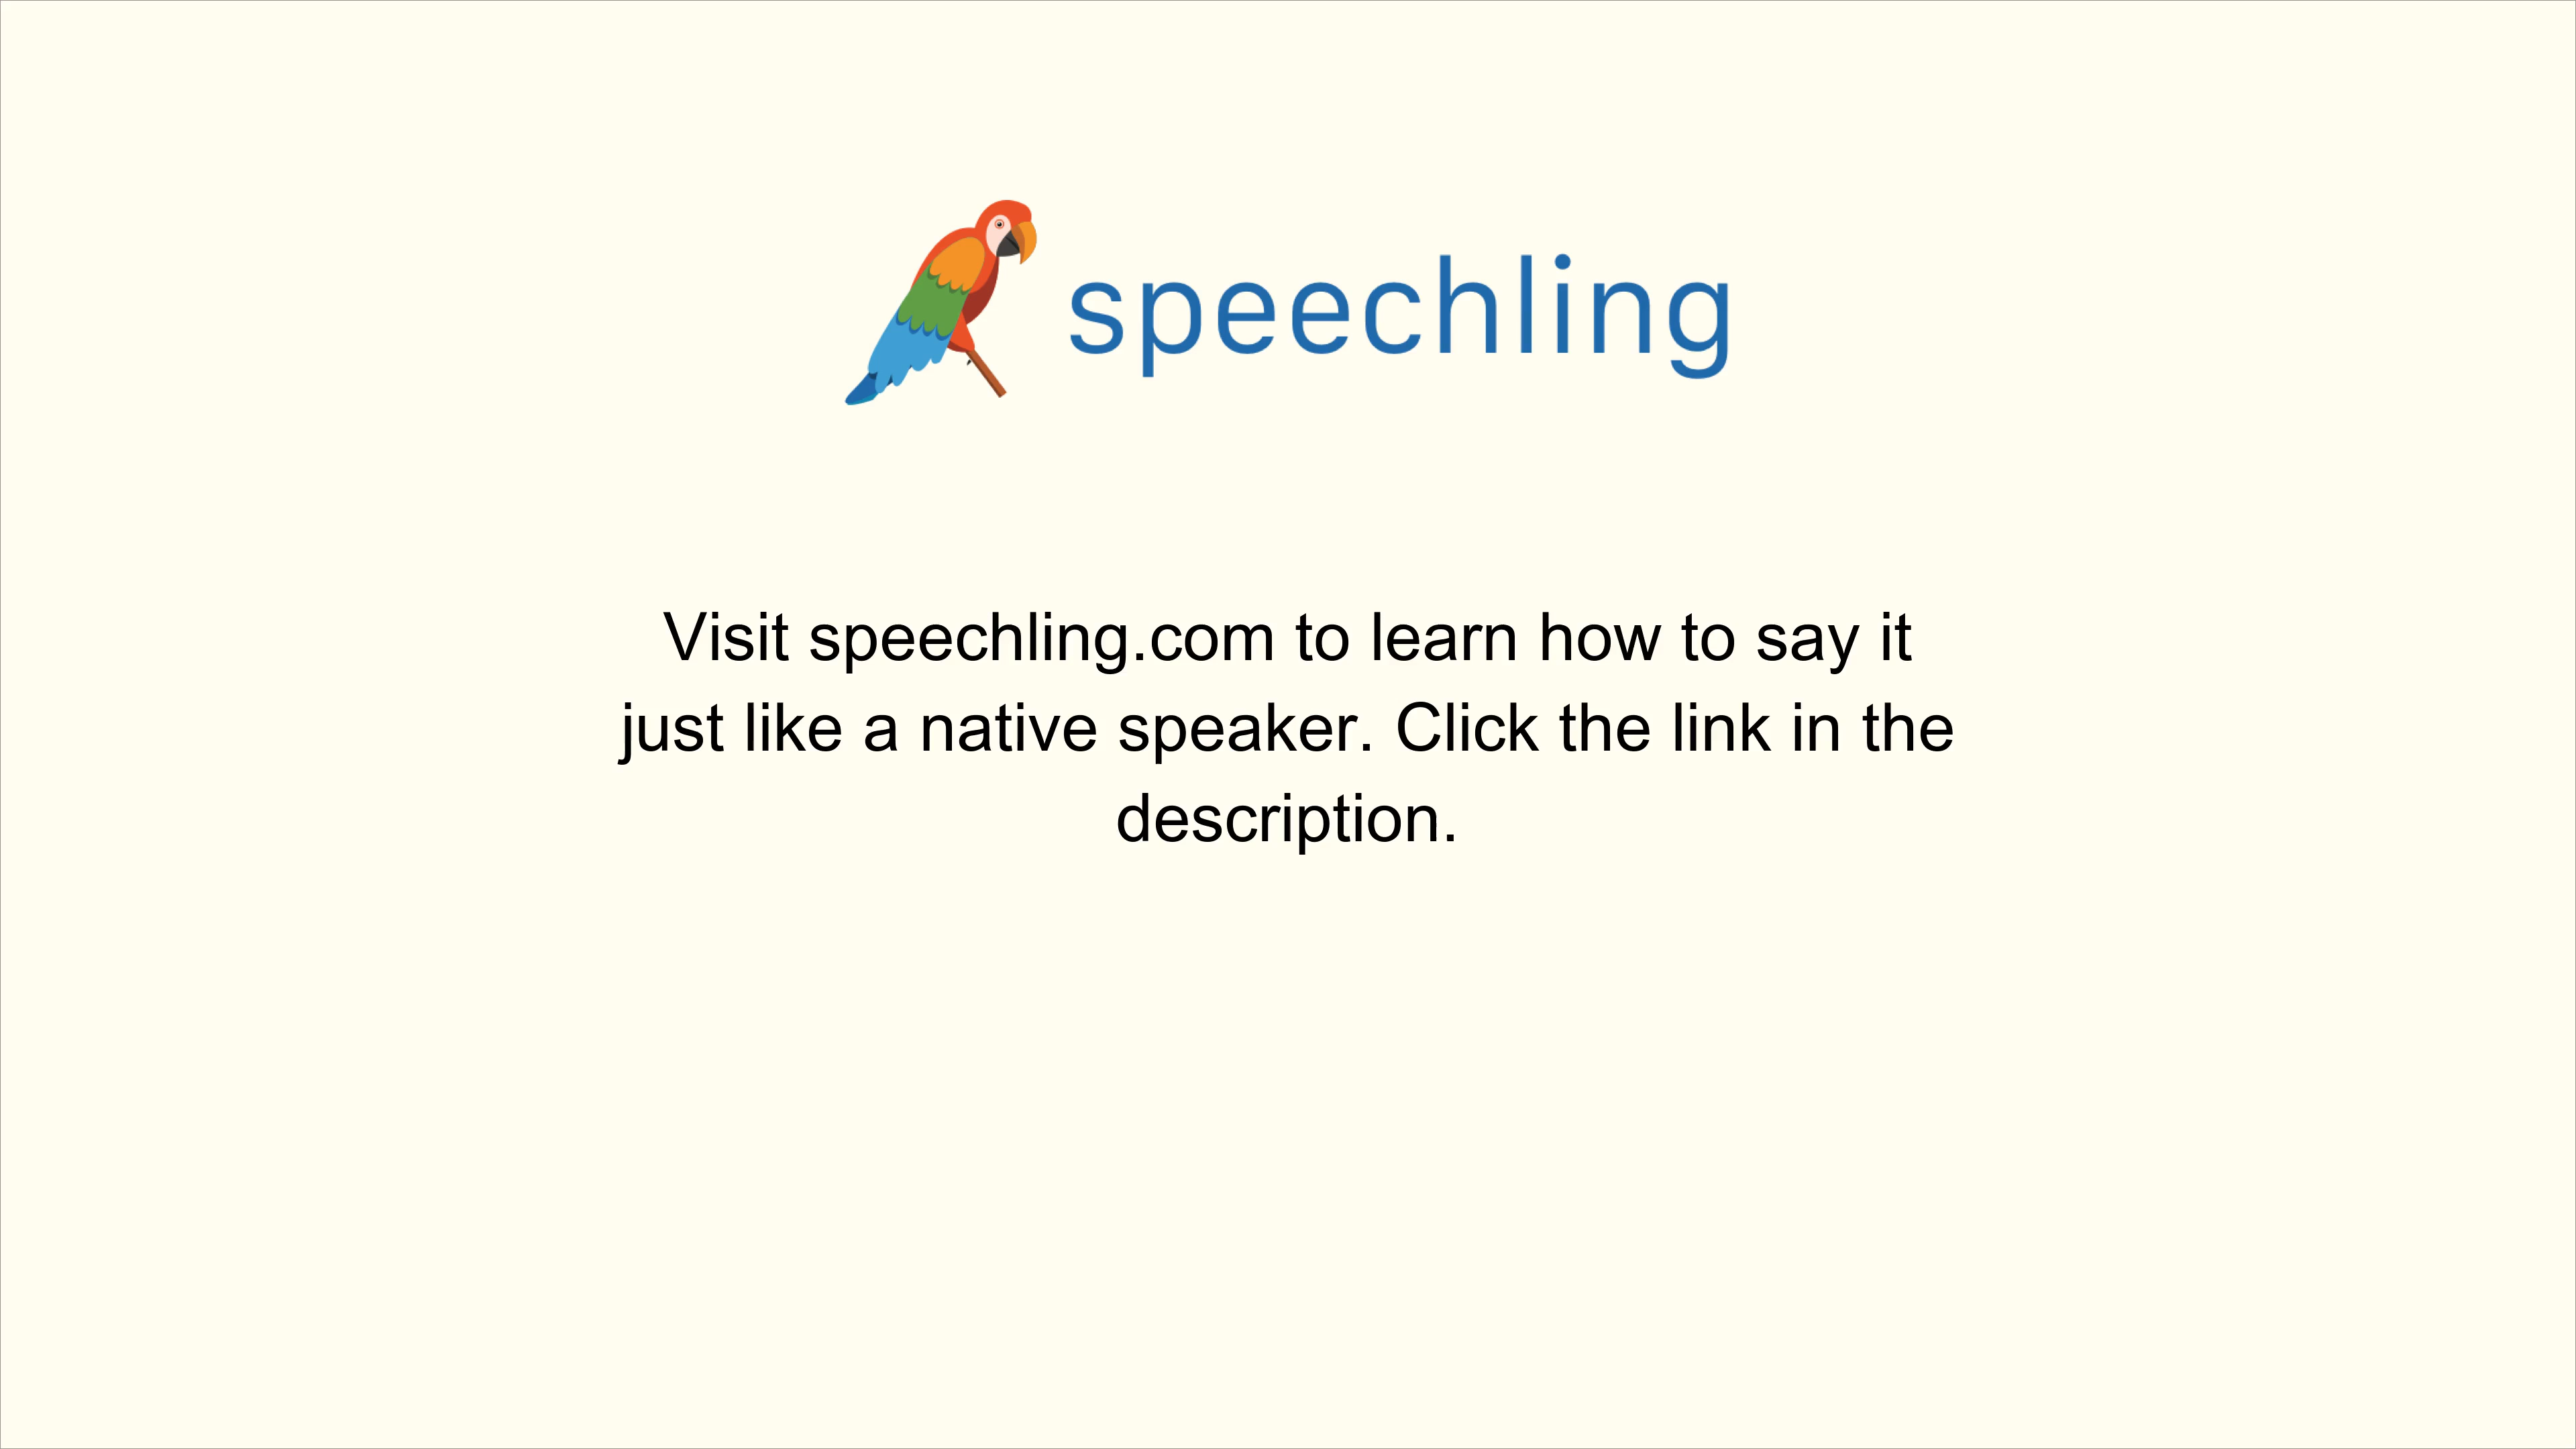 speechling
Visit speechling.com to learn how to say it
just like a native speaker. Click the link in the
description.